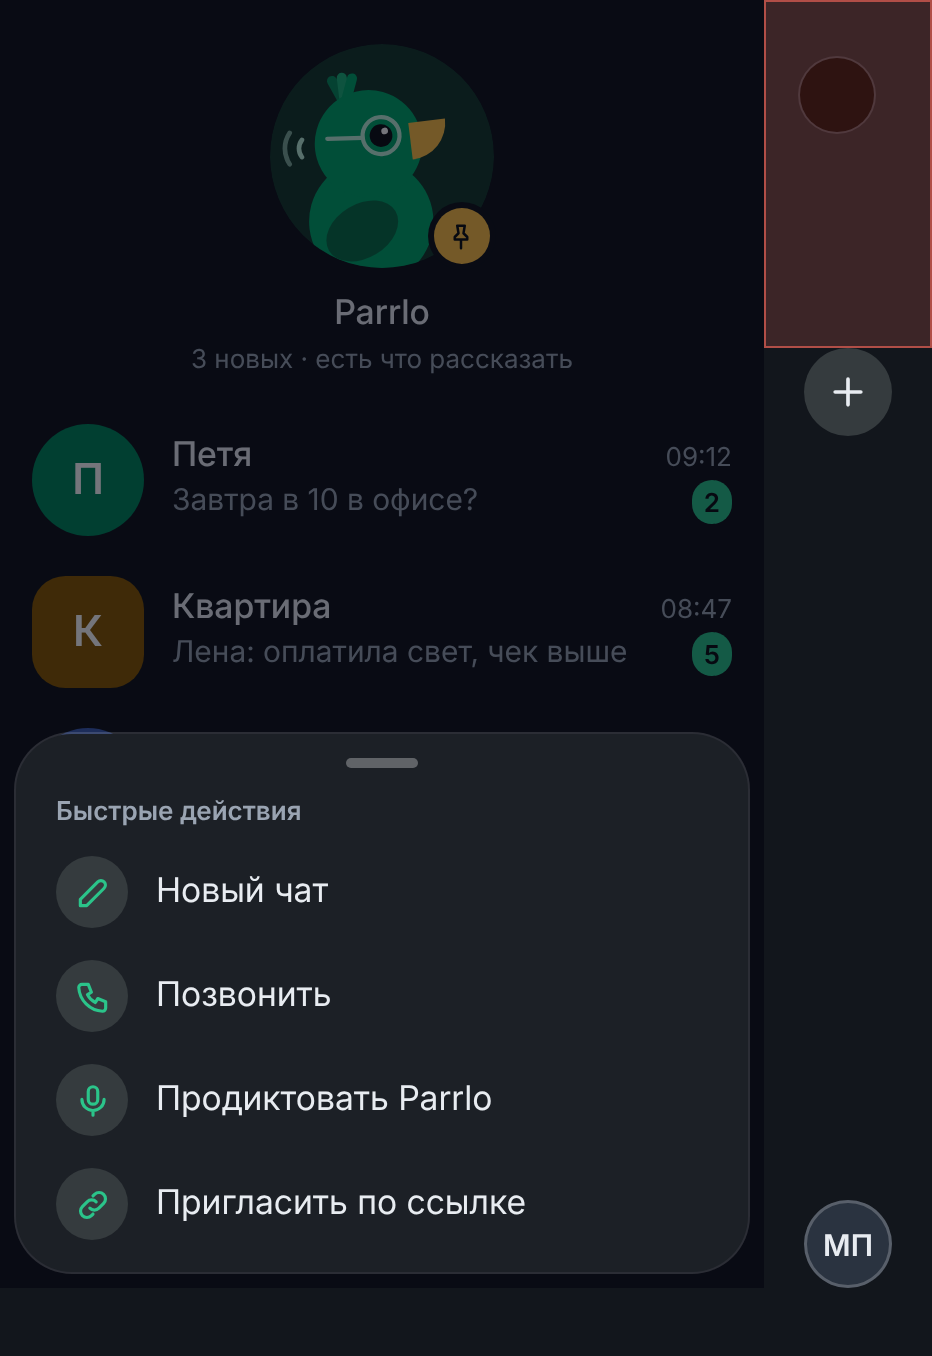 Parrlo
3 новых · есть что рассказать
П
Петя
09:12
Завтра в 10 в офисе?
2
К
Квартира
08:47
Лена: оплатила свет, чек выше
5
Быстрые действия
Новый чат
Позвонить
Продиктовать Parrlo
Пригласить по ссылке
МП